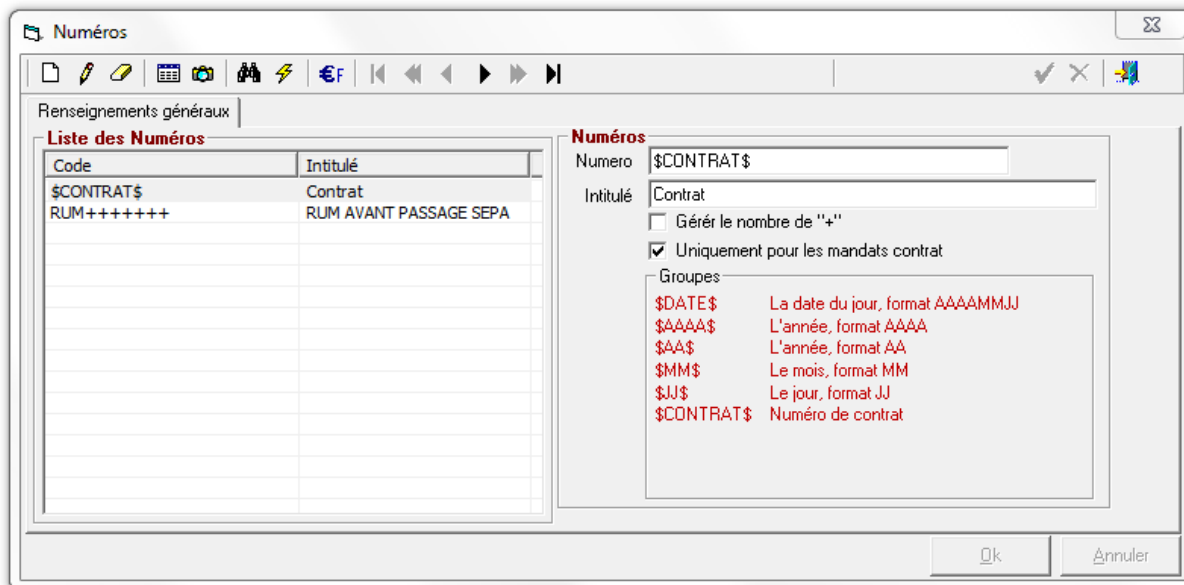 Numéros
€F
Renseignements généraux
Liste des Numéros
Code Intitulé
$CONTRAT$ Contrat
RUM+++++++ RUM AVANT PASSAGE SEPA
Numéros
Numero $CONTRAT$
Intitulé Contrat
Gérér le nombre de "+"
Uniquement pour les mandats contrat
Groupes
$DATE$ La date du jour, format AAAAMMJJ
$AAAA$ L'année, format AAAA
$AA$ L'année, format AA
$MM$ Le mois, format MM
$JJ$ Le jour, format JJ
$CONTRAT$ Numéro de contrat
Ok Annuler